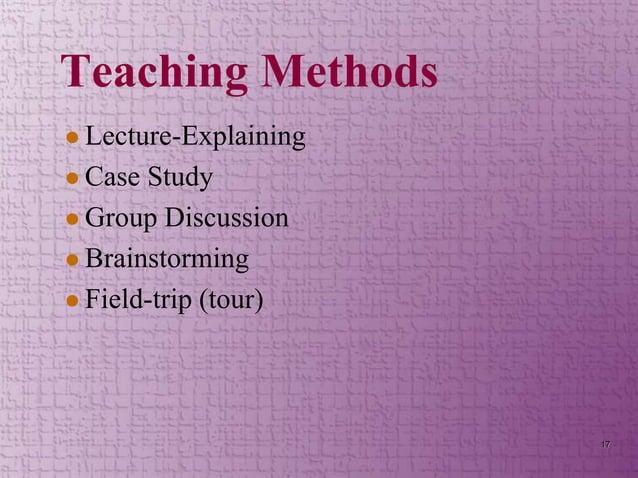 Teaching Methods
Lecture-Explaining
Case Study
Group Discussion
Brainstorming
Field-trip (tour)
17